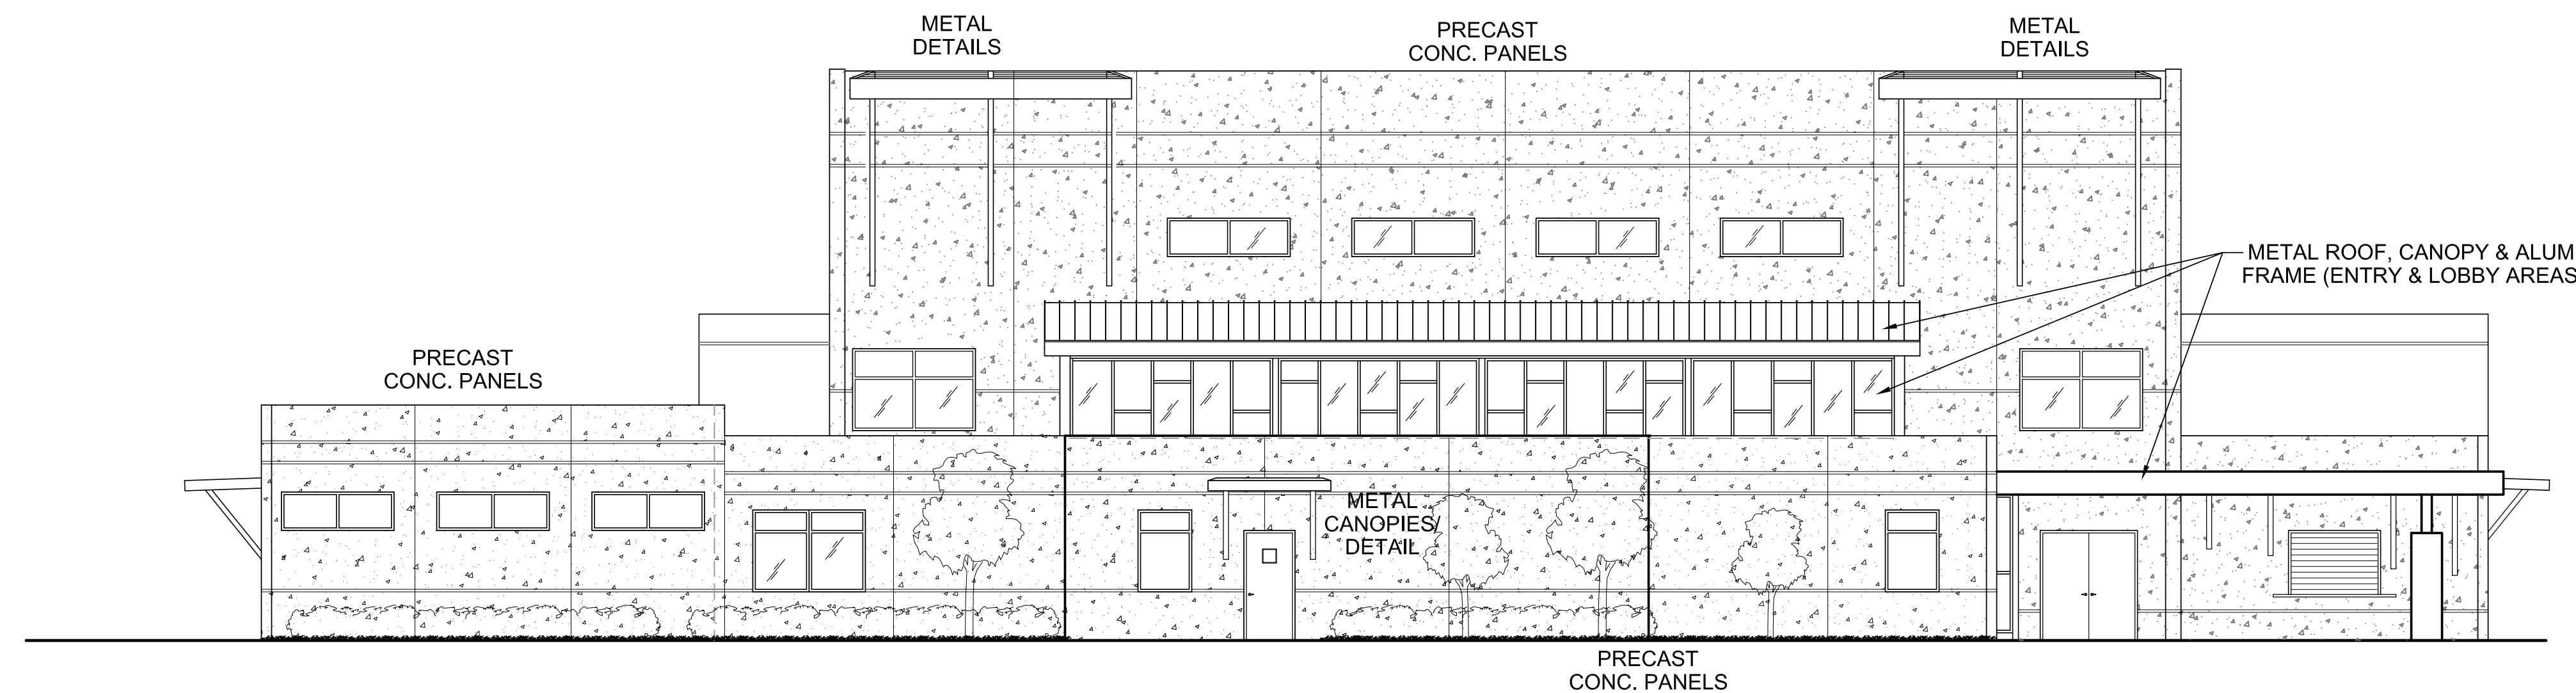 METAL
DETAILS
PRECAST
CONC. PANELS
METAL
DETAILS
METAL ROOF, CANOPY & ALUM
FRAME (ENTRY & LOBBY AREAS
PRECAST
CONC. PANELS
METAL
CANOPIES/
DETAIL
PRECAST
CONC. PANELS